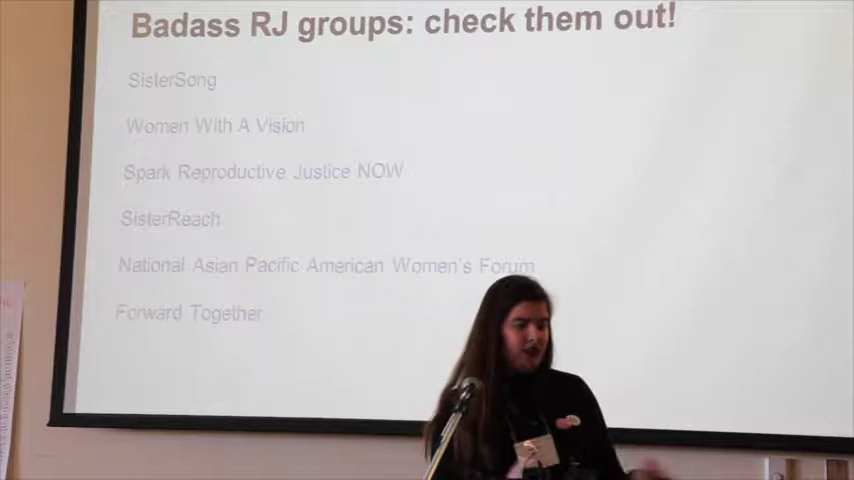 Badass RJ groups: check them out!
SisterSong
Women With A Vision
Spark Reproductive Justice NOW
SisterReach
National Asian Pacific American Women's Forum
Forward Together